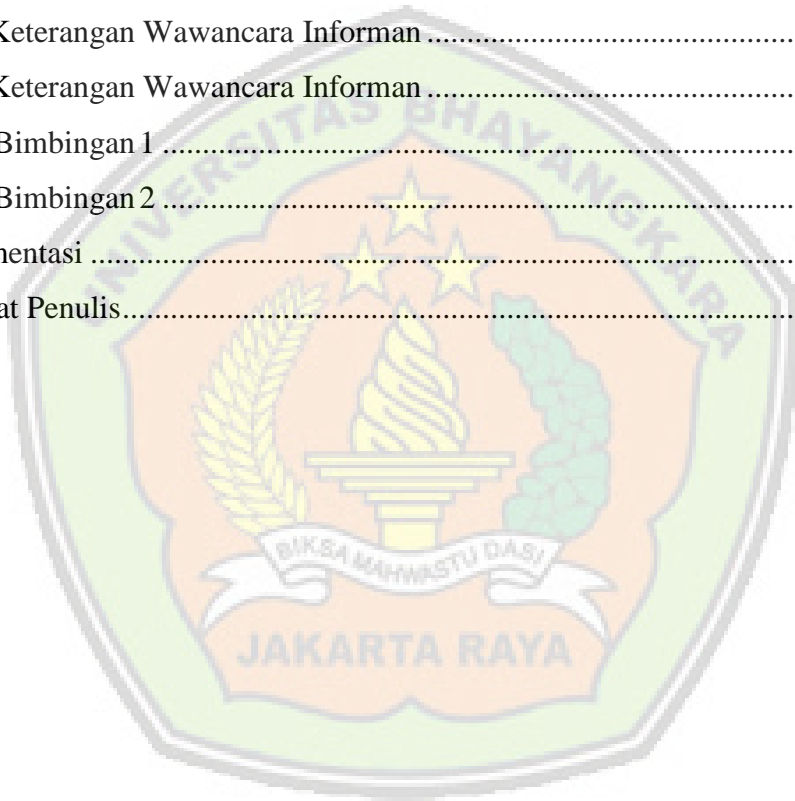 Keterangan Wawancara Informan ........................................
Keterangan Wawancara Informan ........................................
Bimbingan 1 ........................................................................
Bimbingan 2 ........................................................................
nentasi .................................................................................
at Penulis.............................................................................
UNIVERSITAS BHAYANGKARA
BIKSA MAHWASTU DASI
JAKARTA RAYA